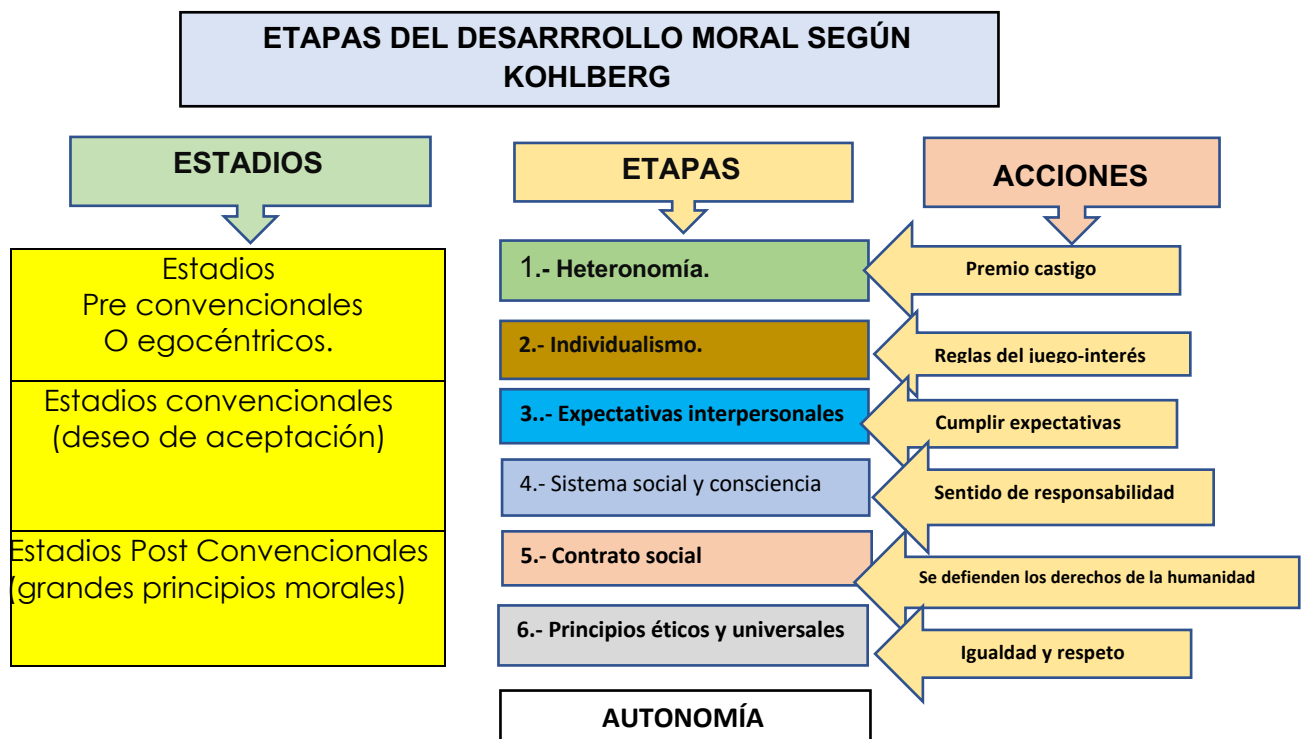 ETAPAS DEL DESARRROLLO MORAL SEGÚN
KOHLBERG
ESTADIOS
ETAPAS
ACCIONES
Estadios
Pre convencionales
O egocéntricos.
Estadios convencionales
(deseo de aceptación)
Estadios Post Convencionales
(grandes principios morales)
1.- Heteronomía.
Premio castigo
2.- Individualismo.
Reglas del juego-interés
3..- Expectativas interpersonales
Cumplir expectativas
4.- Sistema social y consciencia
Sentido de responsabilidad
5.- Contrato social
Se defienden los derechos de la humanidad
6.- Principios éticos y universales
Igualdad y respeto
AUTONOMÍA